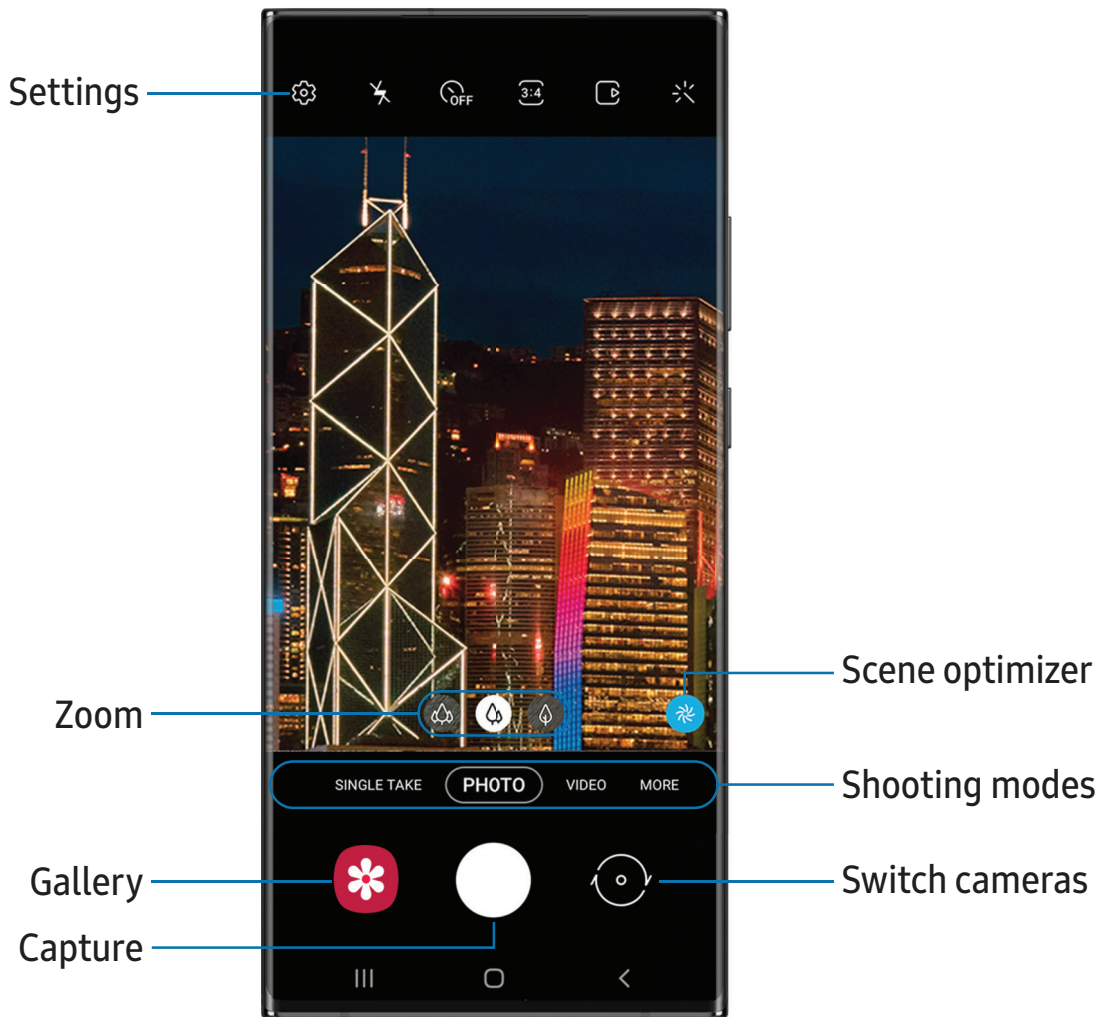 Settings
OFF
3:4
Zoom
Scene optimizer
SINGLE TAKE
PHOTO
VIDEO
MORE
Shooting modes
Gallery
Switch cameras
Capture